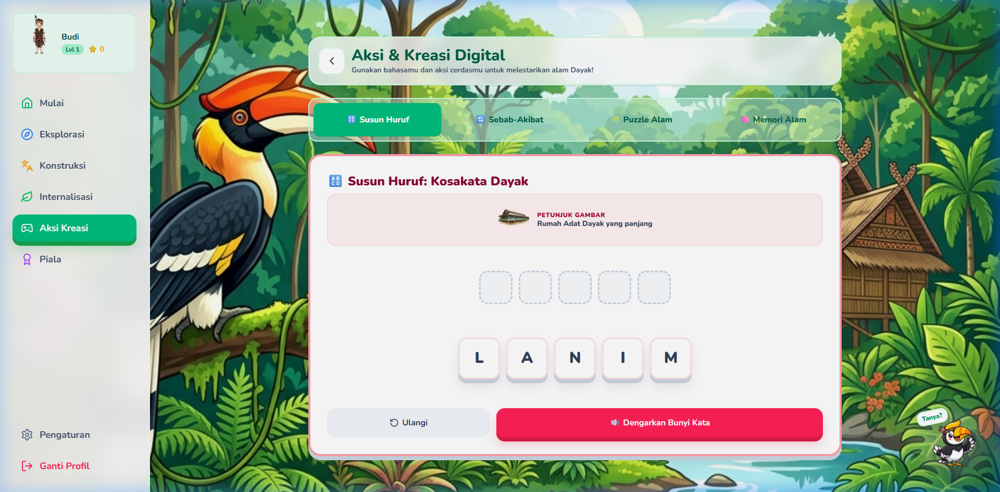 Budi
Lvl 1 0
Mulai
Eksplorasi
Konstruksi
Internalisasi
Aksi Kreasi
Piala
Pengaturan
Ganti Profil
Aksi & Kreasi Digital
Gunakan bahasamu dan aksi cerdasmu untuk melestarikan alam Dayak!
Susun Huruf
Sebab-Akibat
Puzzle Alam
Memori Alam
Susun Huruf: Kosakata Dayak
PETUNJUK GAMBAR
Rumah Adat Dayak yang panjang
L A N I M
Ulangi
Dengarkan Bunyi Kata
Tanya?